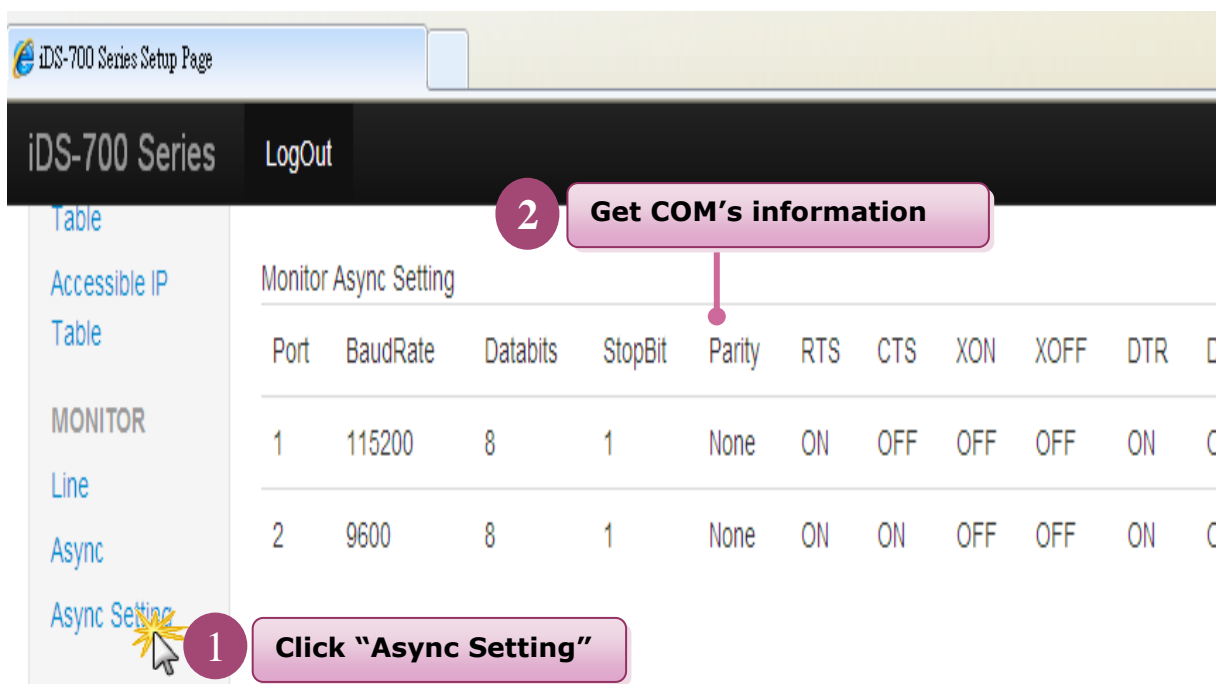 iDS-700 Series Setup Page
iDS-700 Series LogOut
2 Get COM’s information
Table
Accessible IP
Table
MONITOR
Line
Async
Async Setting
Monitor Async Setting
Port BaudRate Databits StopBit Parity RTS CTS XON XOFF DTR
1 115200 8 1 None ON OFF OFF OFF ON
2 9600 8 1 None ON ON OFF OFF ON
1 Click “Async Setting”